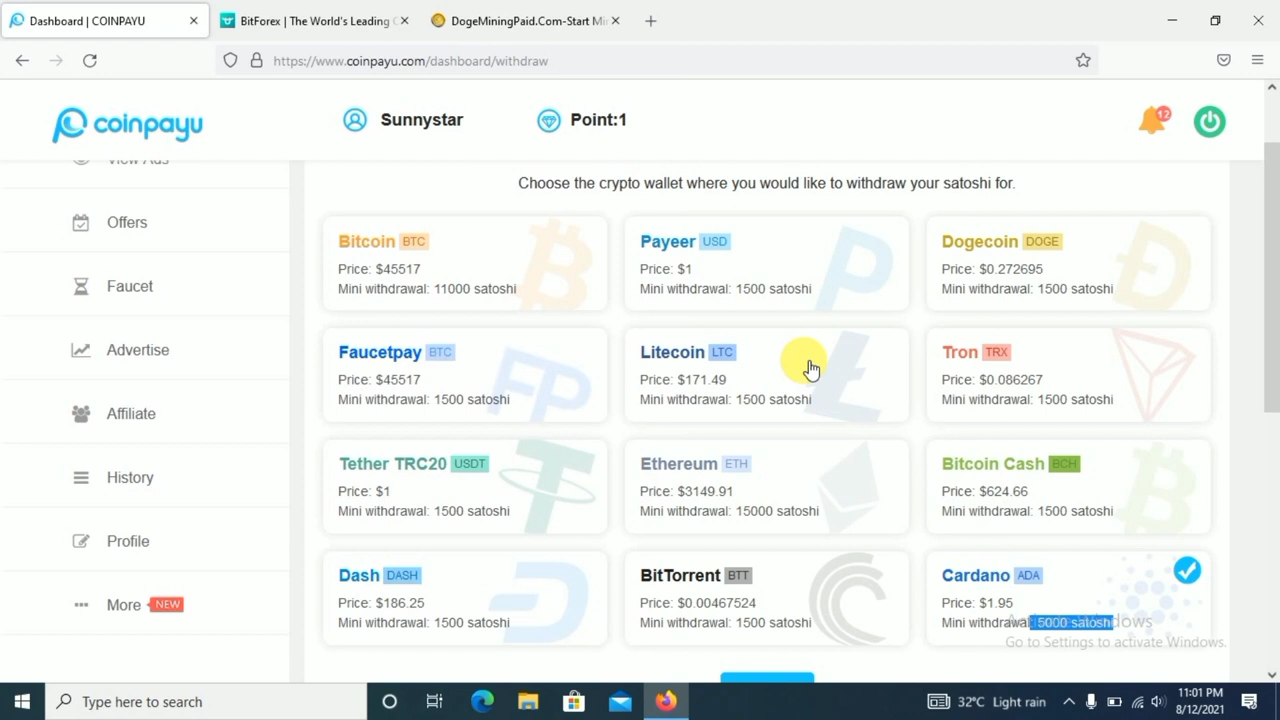 Dashboard | COINPAYU
BitForex | The World's Leading C
DogeMiningPaid.Com-Start Mi
https://www.coinpayu.com/dashboard/withdraw
coinpayu
Sunnystar
Point:1
12
View Ads
Offers
Faucet
Advertise
Affiliate
History
Profile
More NEW
Choose the crypto wallet where you would like to withdraw your satoshi for.
Bitcoin BTC
Price: $45517
Mini withdrawal: 11000 satoshi
Payeer USD
Price: $1
Mini withdrawal: 1500 satoshi
Dogecoin DOGE
Price: $0.272695
Mini withdrawal: 1500 satoshi
Faucetpay BTC
Price: $45517
Mini withdrawal: 1500 satoshi
FP
Litecoin LTC
Price: $171.49
Mini withdrawal: 1500 satoshi
Tron TRX
Price: $0.086267
Mini withdrawal: 1500 satoshi
Tether TRC20 USDT
Price: $1
Mini withdrawal: 1500 satoshi
Ethereum ETH
Price: $3149.91
Mini withdrawal: 15000 satoshi
Bitcoin Cash BCH
Price: $624.66
Mini withdrawal: 1500 satoshi
Dash DASH
Price: $186.25
Mini withdrawal: 1500 satoshi
BitTorrent BTT
Price: $0.00467524
Mini withdrawal: 1500 satoshi
Cardano ADA
Price: $1.95
Mini withdrawal: 5000 satoshi
Activate Windows
Go to Settings to activate Windows.
Type here to search
32°C Light rain
11:01 PM
8/12/2021